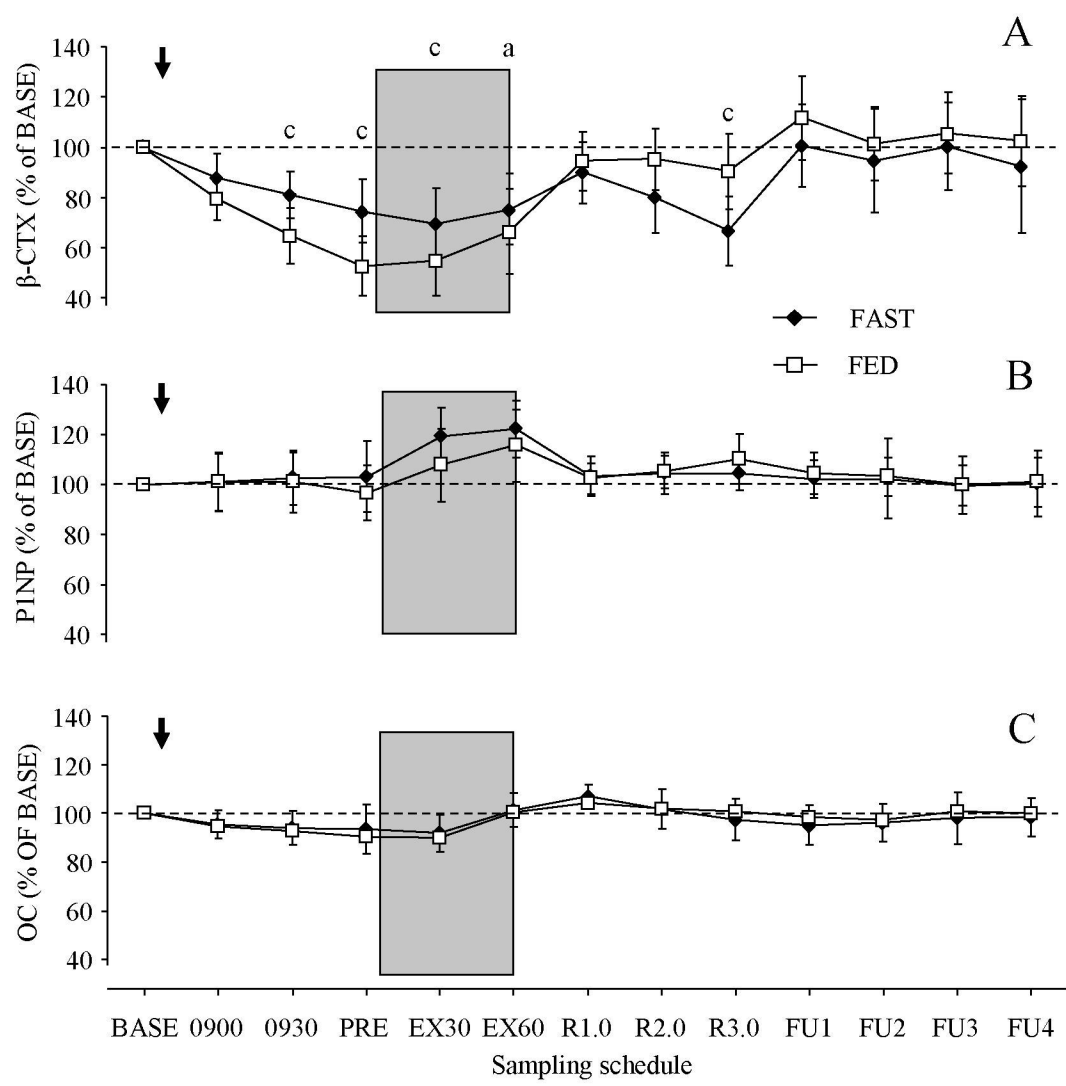 A
140
120
100
80
60
40
β-CTX (% of BASE)
c
c
c
a
c
FAST
FED
B
140
120
100
80
60
40
P1NP (% of BASE)
C
140
120
100
80
60
40
OC (% OF BASE)
BASE 0900 0930 PRE EX30 EX60 R1.0 R2.0 R3.0 FU1 FU2 FU3 FU4
Sampling schedule